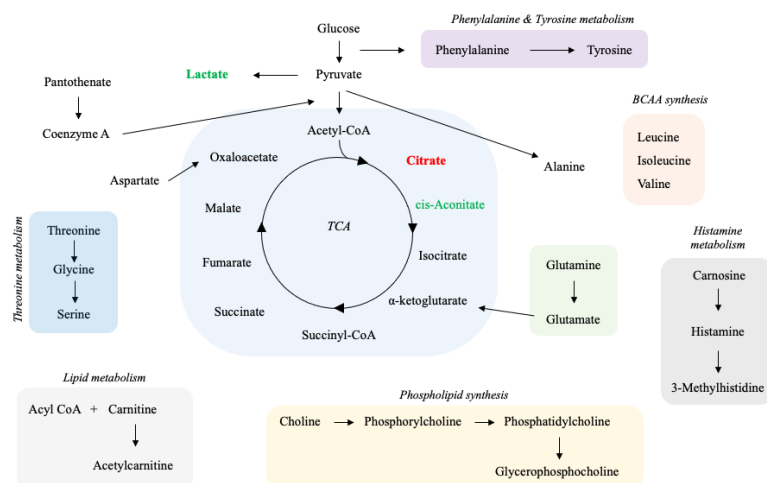 Phenylalanine & Tyrosine metabolism
Glucose
Phenylalanine
Tyrosine
Lactate
Pyruvate
Pantothenate
Coenzyme A
BCAA synthesis
Acetyl-CoA
Leucine
Isoleucine
Valine
Oxaloacetate
Citrate
Alanine
Aspartate
Malate
cis-Aconitate
TCA
Threonine metabolism
Threonine
Glycine
Serine
Fumarate
Isocitrate
Succinate
α-ketoglutarate
Succinyl-CoA
Glutamine
Glutamate
Histamine
metabolism
Carnosine
Histamine
3-Methylhistidine
Lipid metabolism
Acyl CoA + Carnitine
Acetylcarnitine
Phospholipid synthesis
Choline
Phosphorylcholine
Phosphatidylcholine
Glycerophosphocholine